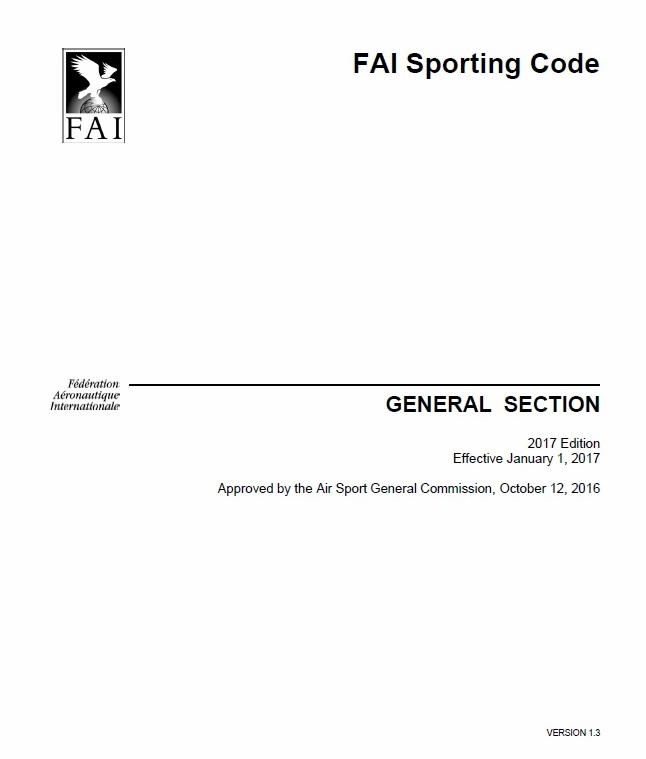 FAI Sporting Code
FAI
Fédération
Aéronautique
Internationale
GENERAL SECTION
2017 Edition
Effective January 1, 2017
Approved by the Air Sport General Commission, October 12, 2016
VERSION 1.3